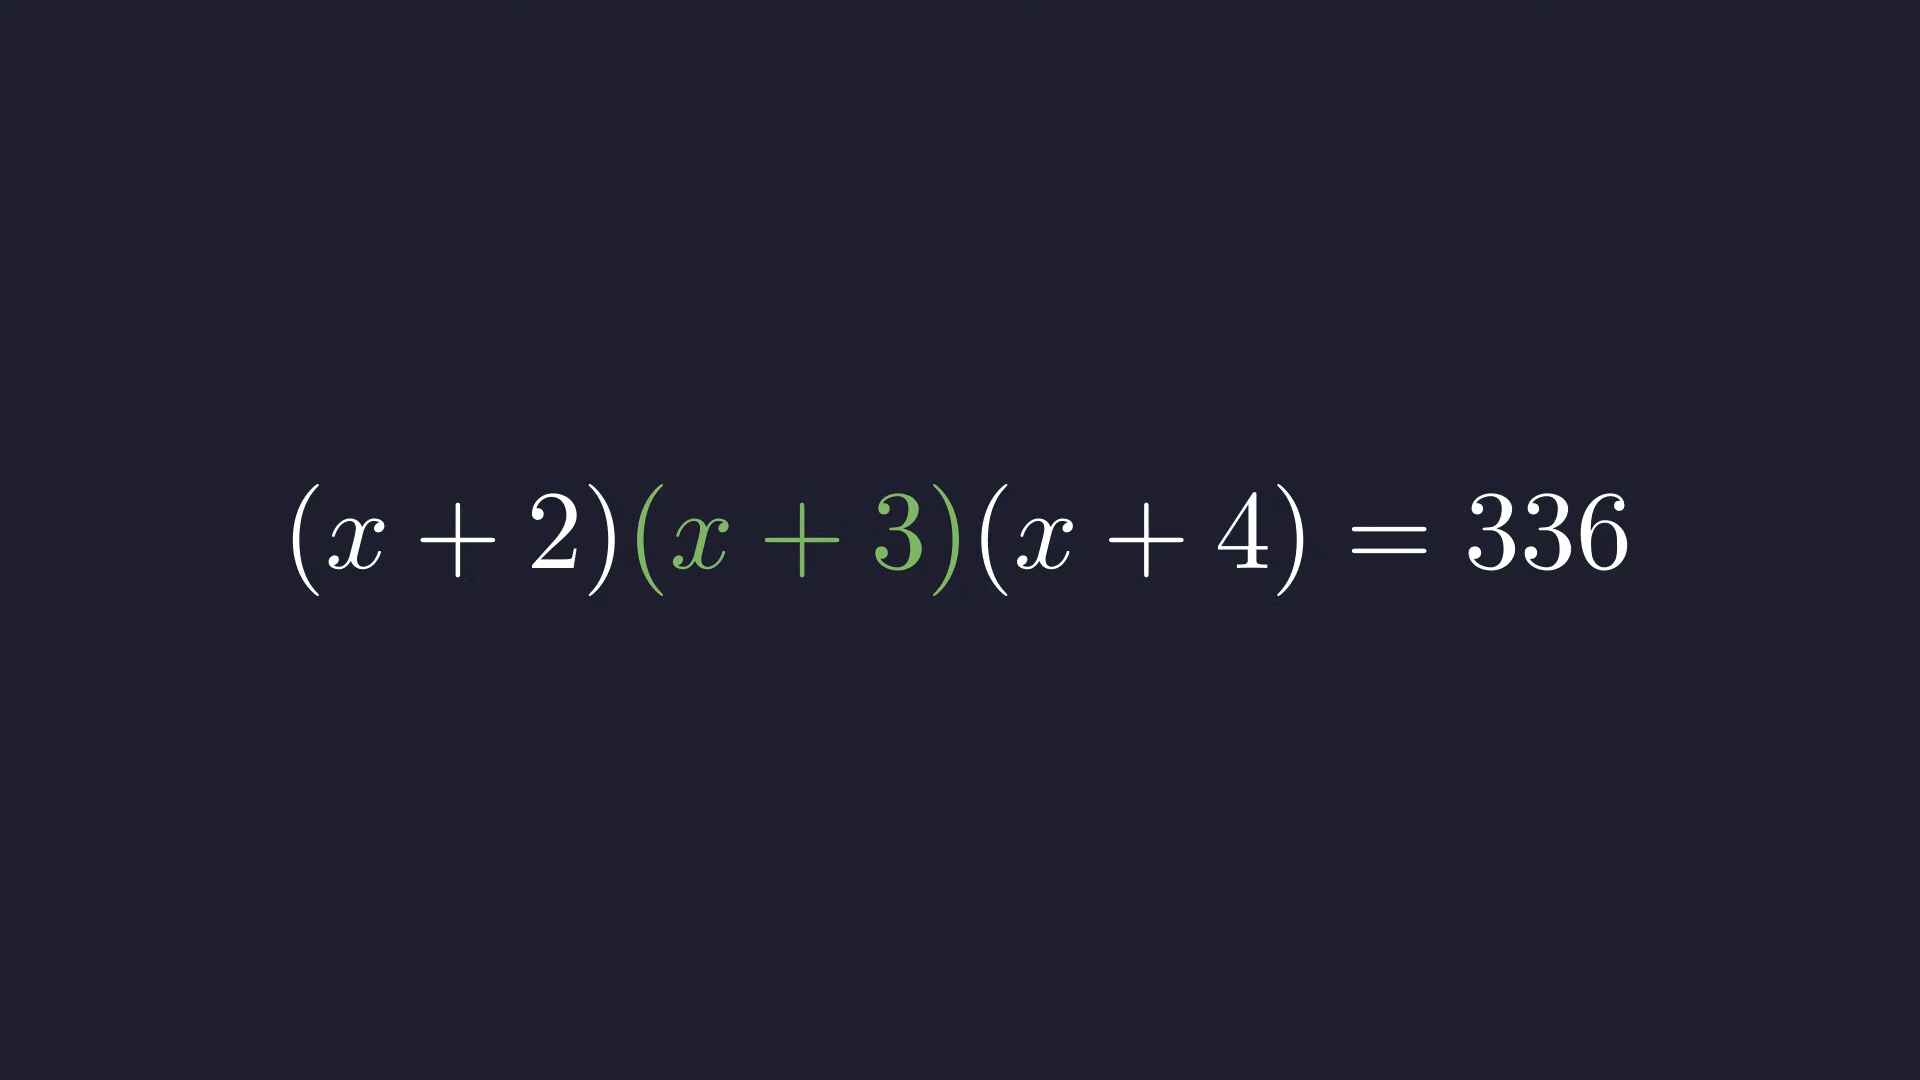 (x + 2)(x + 3)(x + 4) = 336